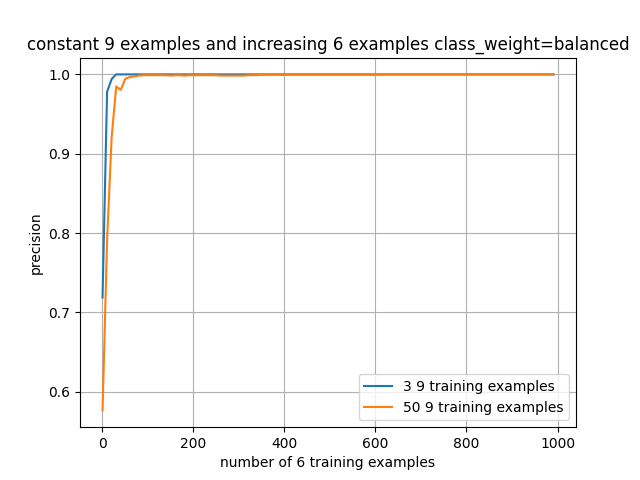 constant 9 examples and increasing 6 examples class_weight=balanced
1.0
0.9
0.8
0.7
0.6
precision
3 9 training examples
50 9 training examples
0 200 400 600 800 1000
number of 6 training examples